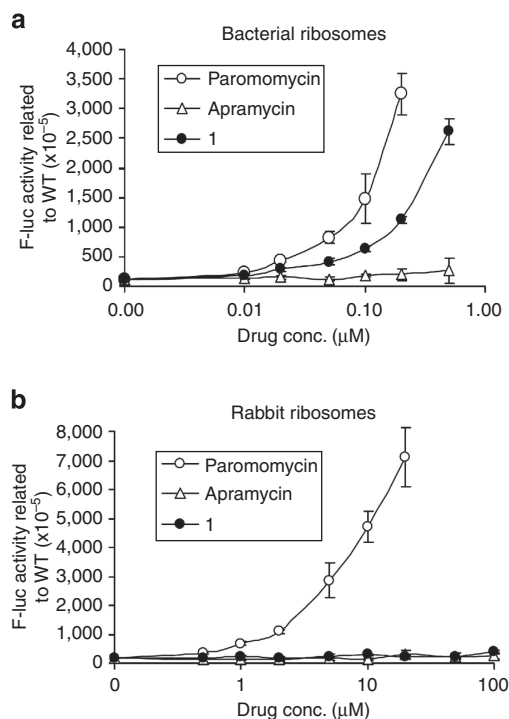 a
Bacterial ribosomes
F-luc activity related
to WT (x10⁻⁵)
4,000
3,500
3,000
2,500
2,000
1,500
1,000
500
0
Paromomycin
Apramycin
1
0.00 0.01 0.10 1.00
Drug conc. (μM)
b
Rabbit ribosomes
F-luc activity related
to WT (x10⁻⁵)
8,000
7,000
6,000
5,000
4,000
3,000
2,000
1,000
0
Paromomycin
Apramycin
1
0 1 10 100
Drug conc. (μM)